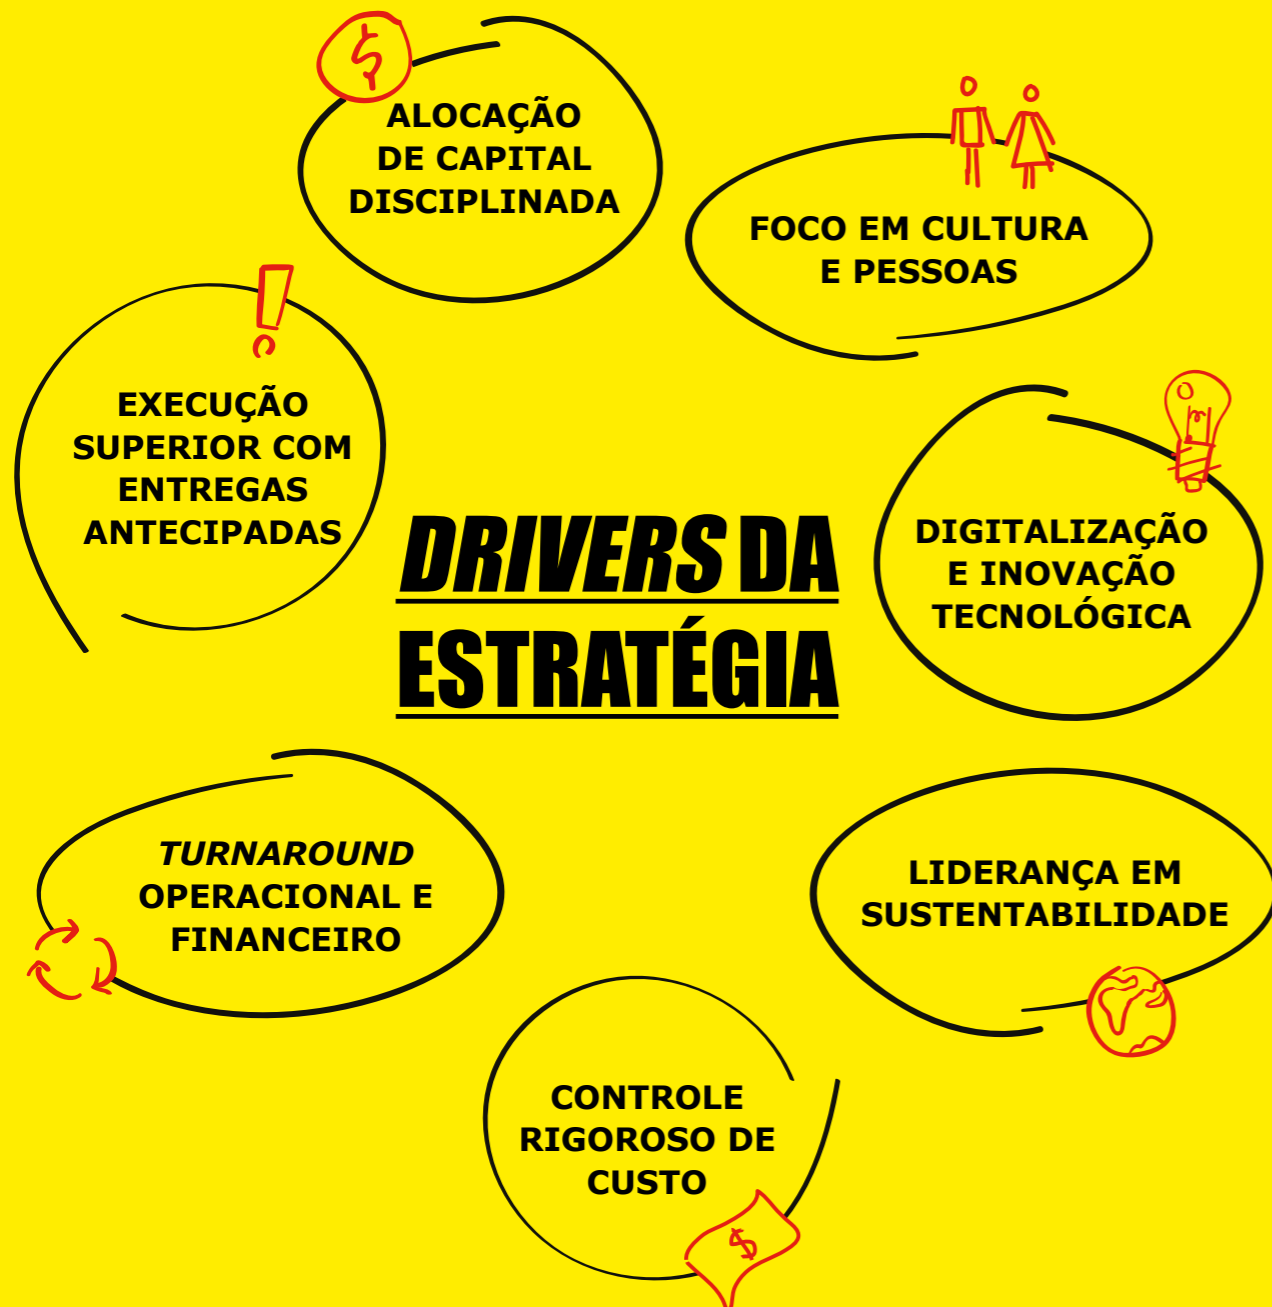 ALOCAÇÃO
DE CAPITAL
DISCIPLINADA
FOCO EM CULTURA
E PESSOAS
EXECUÇÃO
SUPERIOR COM
ENTREGAS
ANTECIPADAS
DRIVERS DA
ESTRATÉGIA
DIGITALIZAÇÃO
E INOVAÇÃO
TECNOLÓGICA
TURNAROUND
OPERACIONAL E
FINANCEIRO
LIDERANÇA EM
SUSTENTABILIDADE
CONTROLE
RIGOROSO DE
CUSTO